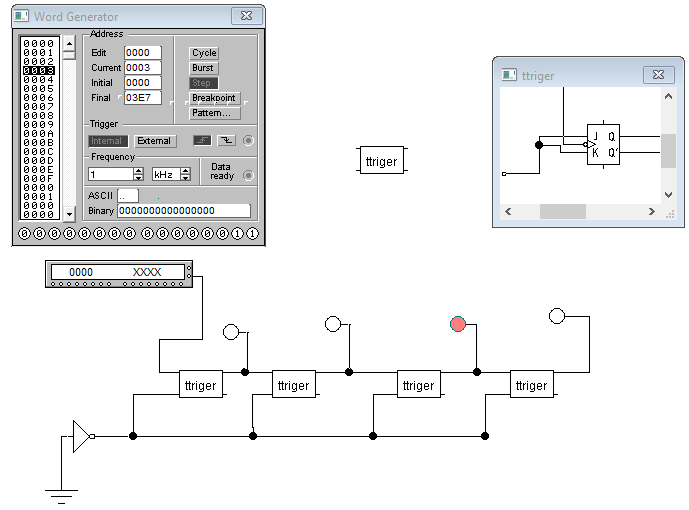 Word Generator
Address
0000
0001
0002
0003
0004
0005
0006
0007
0008
0009
000A
000B
000C
000D
000E
000F
0000
0001
0000
0000
Edit 0000 Cycle
Current 0003 Burst
Initial 0000 Step
Final 03E7 Breakpoint
Pattern...
Trigger
Internal External
Frequency
1 kHz Data ready
ASCII ..
Binary 0000000000000000
0 0 0 0 0 0 0 0 0 0 0 0 0 0 1 1
ttriger
ttriger
J Q
K Q'
0000 XXXX
ttriger ttriger ttriger ttriger